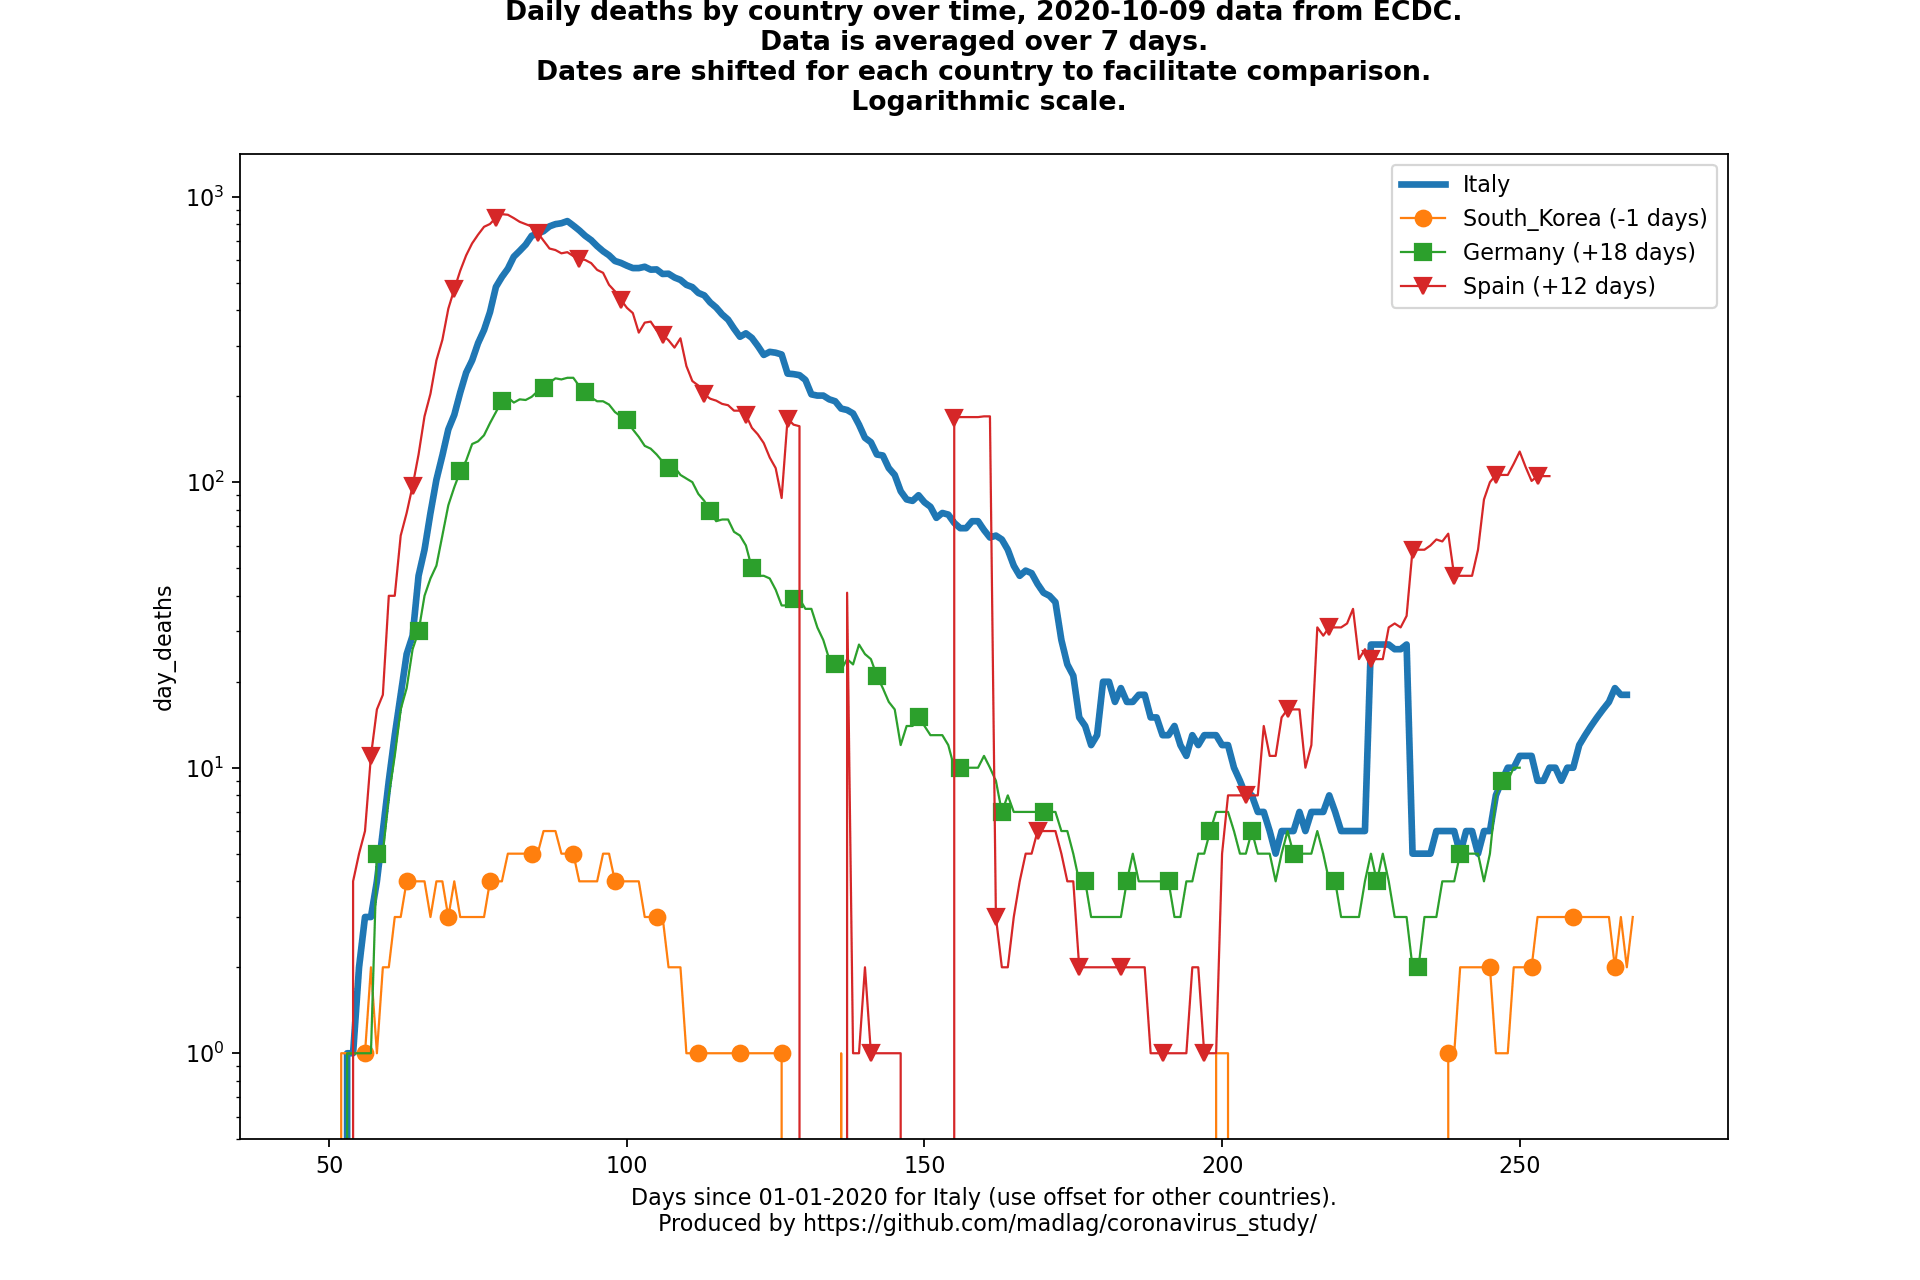 Daily deaths by country over time, 2020-10-09 data from ECDC.
Data is averaged over 7 days.
Dates are shifted for each country to facilitate comparison.
Logarithmic scale.
Italy
South_Korea (-1 days)
Germany (+18 days)
Spain (+12 days)
day_deaths
10³
10²
10¹
10⁰
50
100
150
200
250
Days since 01-01-2020 for Italy (use offset for other countries).
Produced by https://github.com/madlag/coronavirus_study/